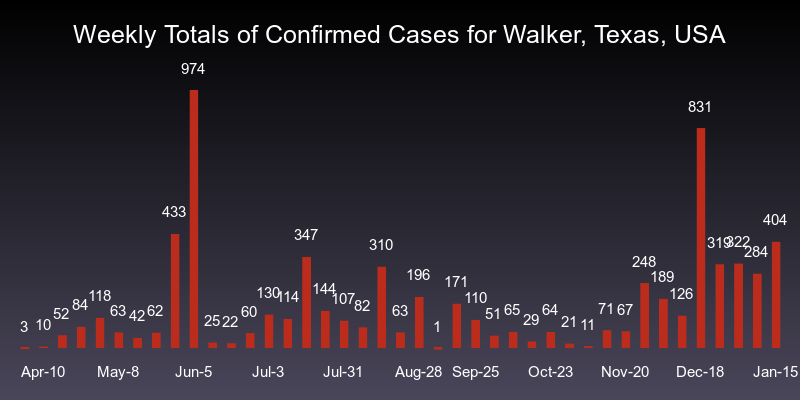 Weekly Totals of Confirmed Cases for Walker, Texas, USA
3 10 52 84 118 63 42 62 433 974 25 22 60 130 114 347 144 107 82 310 63 196 1 171 110 51 65 29 64 21 11 71 67 248 189 126 831 319 322 284 404
Apr-10 May-8 Jun-5 Jul-3 Jul-31 Aug-28 Sep-25 Oct-23 Nov-20 Dec-18 Jan-15